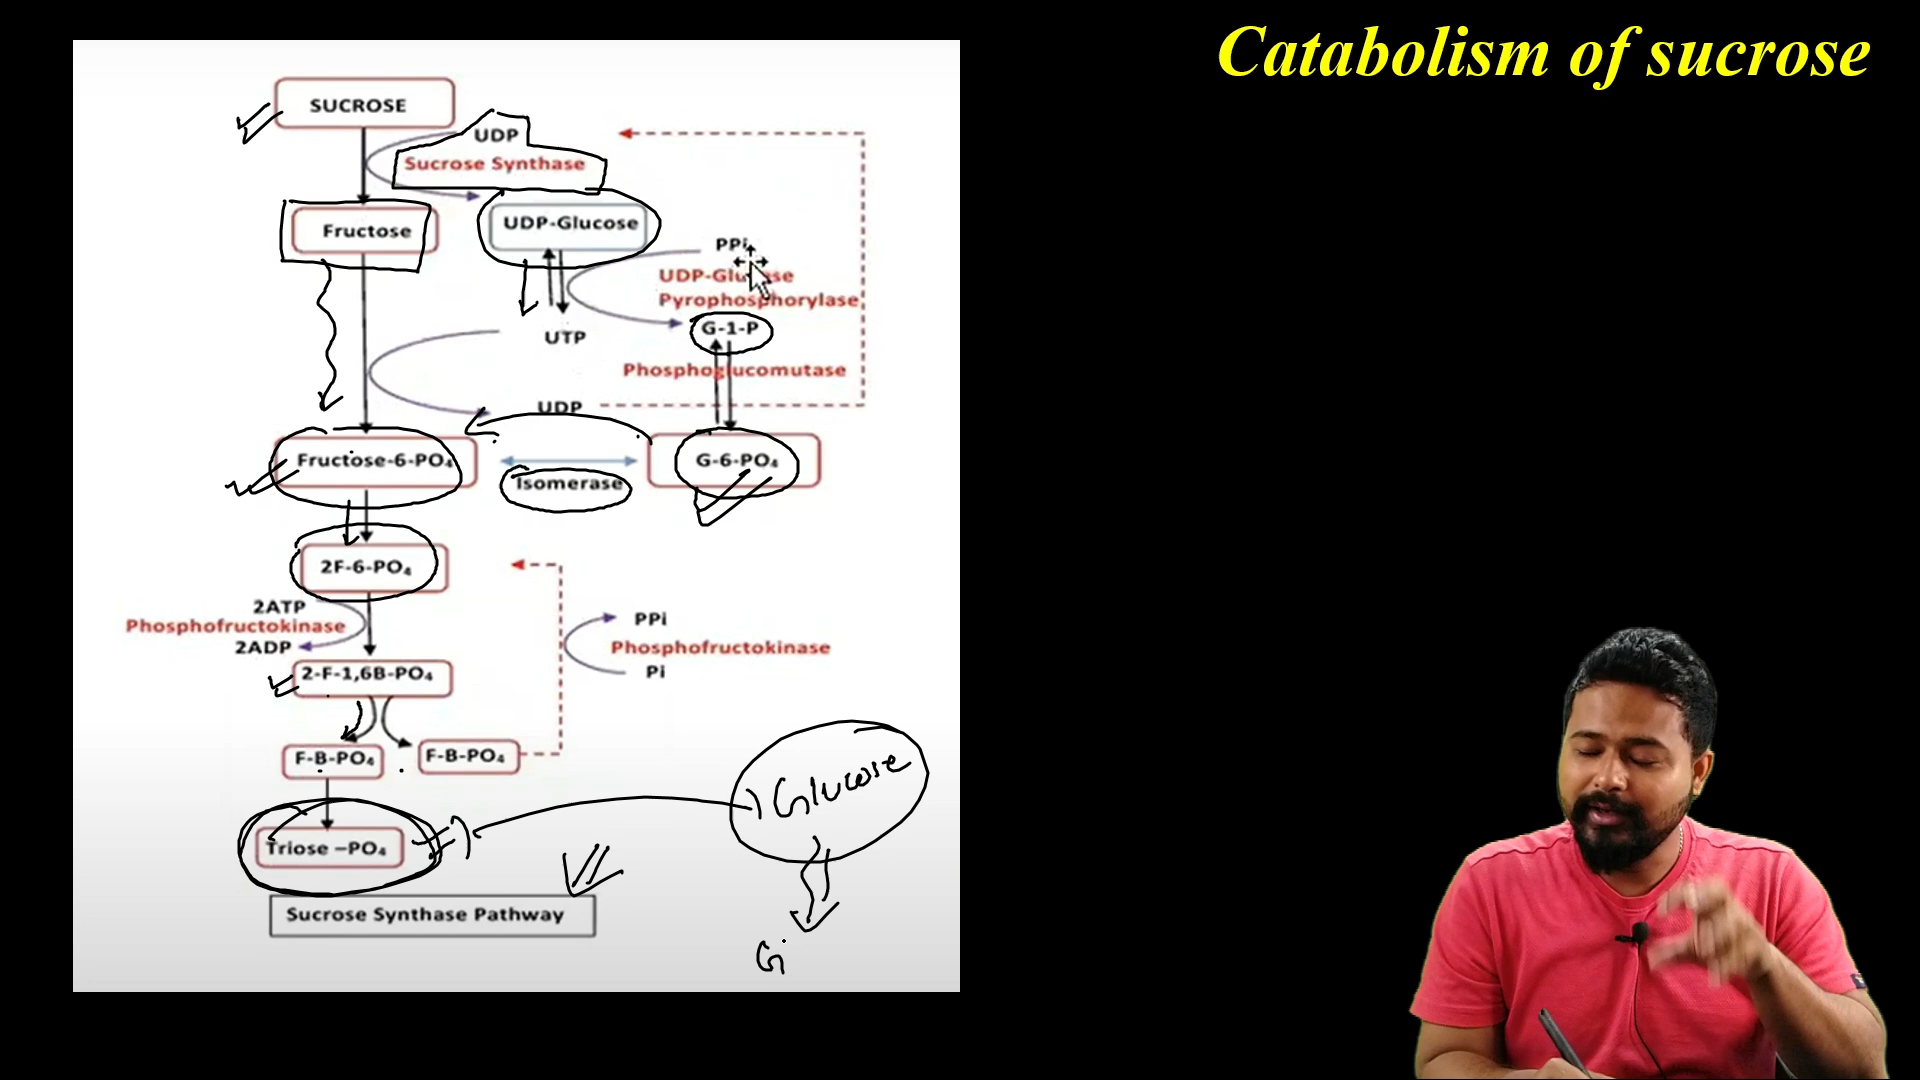 Catabolism of sucrose
SUCROSE
UDP
Sucrose Synthase
Fructose
UDP-Glucose
PPi
Pyrophosphorylase
G-1-P
UTP
Phosphoglucomutase
UDP
Fructose-6-PO₄
Isomerase
G-6-PO₄
2F-6-PO₄
2ATP
Phosphofructokinase
2ADP
PPi
Phosphofructokinase
Pi
2-F-1,6B-PO₄
F-B-PO₄
F-B-PO₄
Glucose
Triose –PO₄
Sucrose Synthase Pathway
G